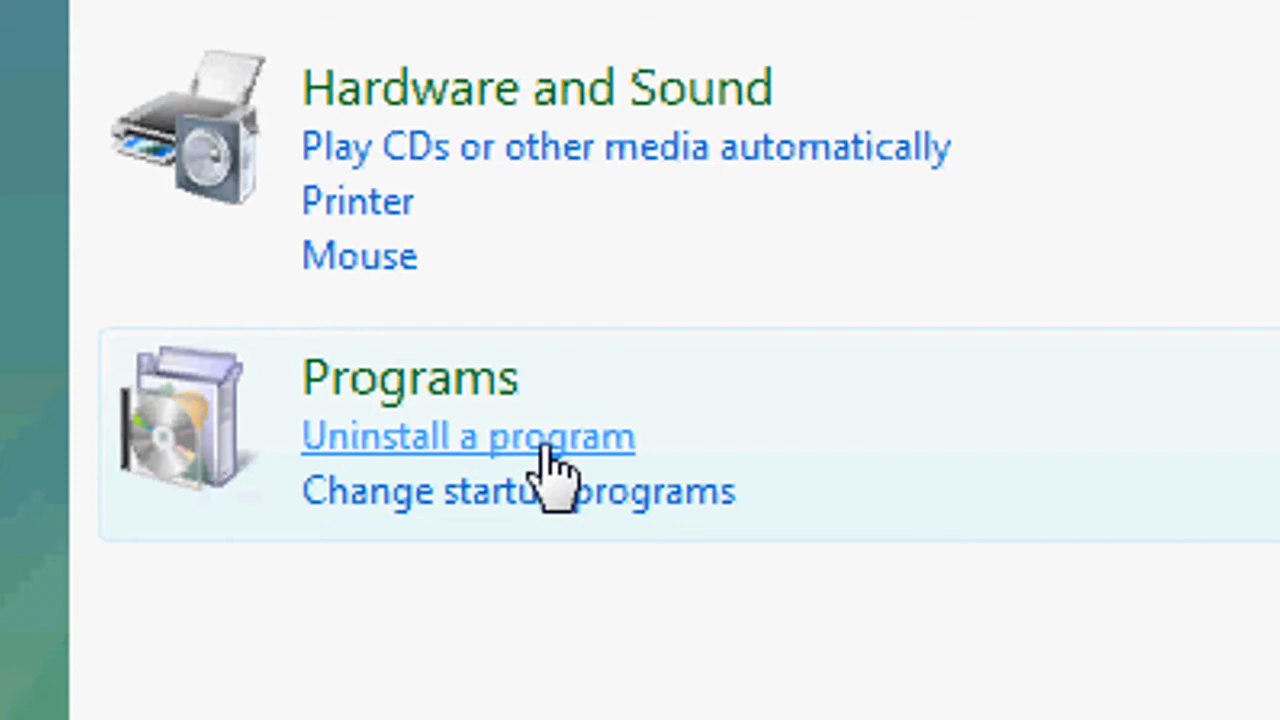 Hardware and Sound
Play CDs or other media automatically
Printer
Mouse
Programs
Uninstall a program
Change startup programs